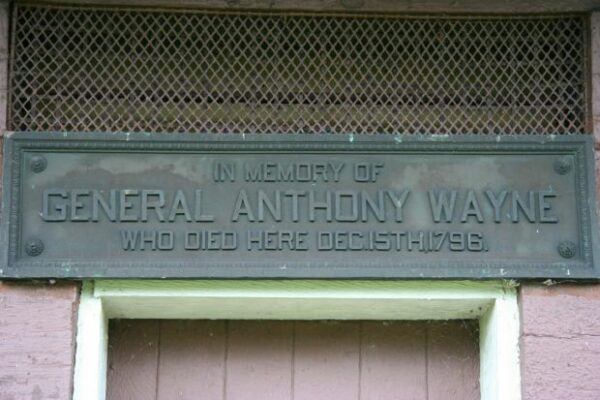 IN MEMORY OF
GENERAL ANTHONY WAYNE
WHO DIED HERE DEC.15TH,1796.